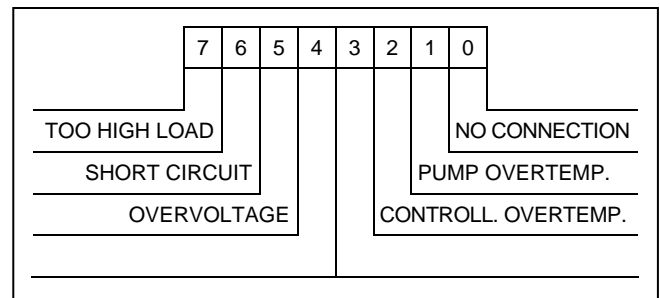 7 6 5 4 3 2 1 0
TOO HIGH LOAD NO CONNECTION
SHORT CIRCUIT PUMP OVERTEMP.
OVERVOLTAGE CONTROLL. OVERTEMP.